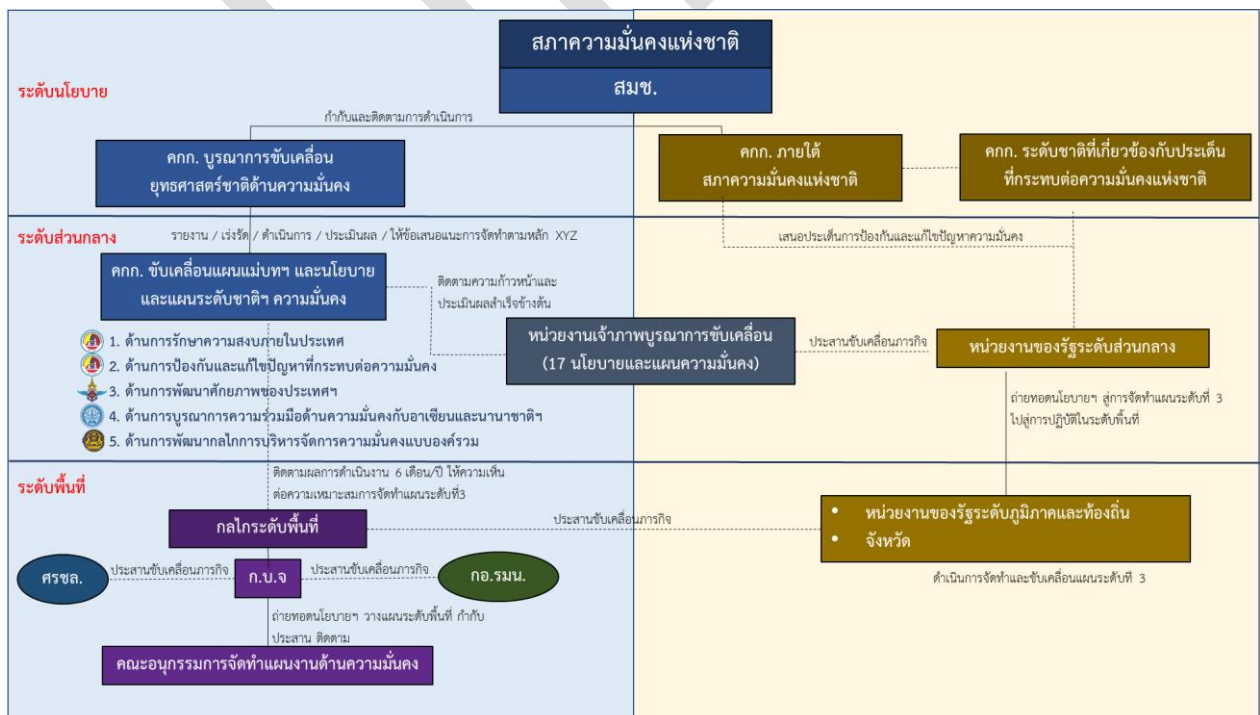 สภาความมั่นคงแห่งชาติ
สมช.
ระดับนโยบาย
กำกับและติดตามการดำเนินการ
คกก. บูรณาการขับเคลื่อน
ยุทธศาสตร์ชาติด้านความมั่นคง
คกก. ภายใต้
สภาความมั่นคงแห่งชาติ
คกก. ระดับชาติที่เกี่ยวข้องกับประเด็น
ที่กระทบต่อความมั่นคงแห่งชาติ
ระดับส่วนกลาง
รายงาน / เร่งรัด / ดำเนินการ / ประเมินผล / ให้ข้อเสนอแนะการจัดทำตามหลัก XYZ
เสนอประเด็นการป้องกันและแก้ไขปัญหาความมั่นคง
คกก. ขับเคลื่อนแผนแม่บทฯ และนโยบาย
และแผนระดับชาติฯ ความมั่นคง
ติดตามความก้าวหน้าและ
ประเมินผลสำเร็จข้างต้น
หน่วยงานเจ้าภาพบูรณาการขับเคลื่อน
(17 นโยบายและแผนความมั่นคง)
ประสานขับเคลื่อนภารกิจ
หน่วยงานของรัฐระดับส่วนกลาง
1. ด้านการรักษาความสงบภายในประเทศ
2. ด้านการป้องกันและแก้ไขปัญหาที่กระทบต่อความมั่นคง
3. ด้านการพัฒนาศักยภาพของประเทศฯ
4. ด้านการบูรณาการความร่วมมือด้านความมั่นคงกับอาเซียนและนานาชาติฯ
5. ด้านการพัฒนากลไกการบริหารจัดการความมั่นคงแบบองค์รวม
ถ่ายทอดนโยบายฯ สู่การจัดทำแผนระดับที่ 3
ไปสู่การปฏิบัติในระดับพื้นที่
ระดับพื้นที่
ติดตามผลการดำเนินงาน 6 เดือน/ปี ให้ความเห็น
ต่อความเหมาะสมการจัดทำแผนระดับที่3
กลไกระดับพื้นที่
ประสานขับเคลื่อนภารกิจ
• หน่วยงานของรัฐระดับภูมิภาคและท้องถิ่น
• จังหวัด
ศรชล.
ประสานขับเคลื่อนภารกิจ
ก.บ.จ
ประสานขับเคลื่อนภารกิจ
กอ.รมน.
ดำเนินการจัดทำและขับเคลื่อนแผนระดับที่ 3
ถ่ายทอดนโยบายฯ วางแผนระดับพื้นที่ กำกับ
ประสาน ติดตาม
คณะอนุกรรมการจัดทำแผนงานด้านความมั่นคง